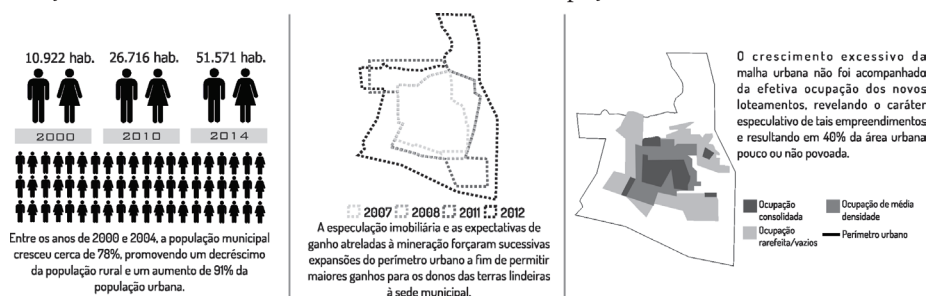 10.922 hab. 26.716 hab. 51.571 hab.
2000 2010 2014
Entre os anos de 2000 e 2004, a população municipal
cresceu cerca de 78%, promovendo um decréscimo
da população rural e um aumento de 91% da
população urbana.
2007 2008 2011 2012
A especulação imobiliária e as expectativas de
ganho atreladas à mineração forçaram sucessivas
expansões do perímetro urbano a fim de permitir
maiores ganhos para os donos das terras lindeiras
à sede municipal.
O crescimento excessivo da
malha urbana não foi acompanhado
da efetiva ocupação dos novos
loteamentos, revelando o caráter
especulativo de tais empreendimentos
e resultando em 40% da área urbana
pouco ou não povoada.
Ocupação
consolidada
Ocupação de média
densidade
Ocupação
rarefeita/vazios
Perímetro urbano